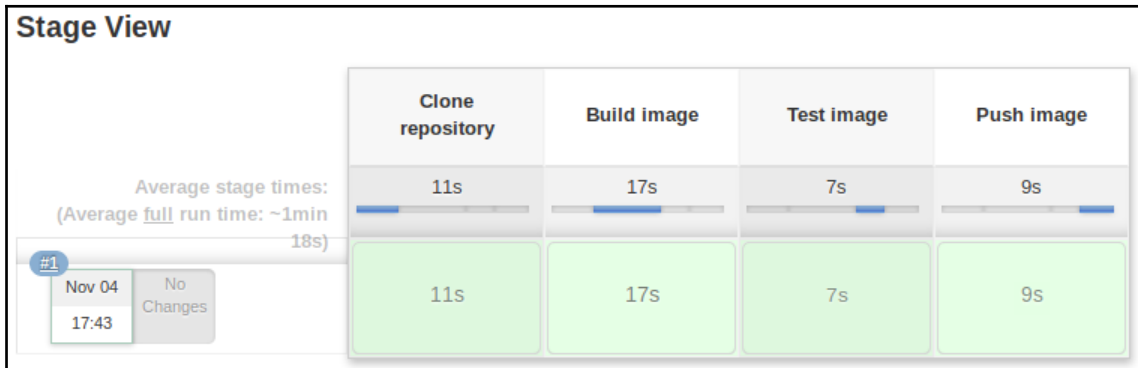 Stage View
Clone
repository
Build image
Test image
Push image
Average stage times:
(Average full run time: ~1min
18s)
11s
17s
7s
9s
#1
Nov 04
17:43
No
Changes
11s
17s
7s
9s